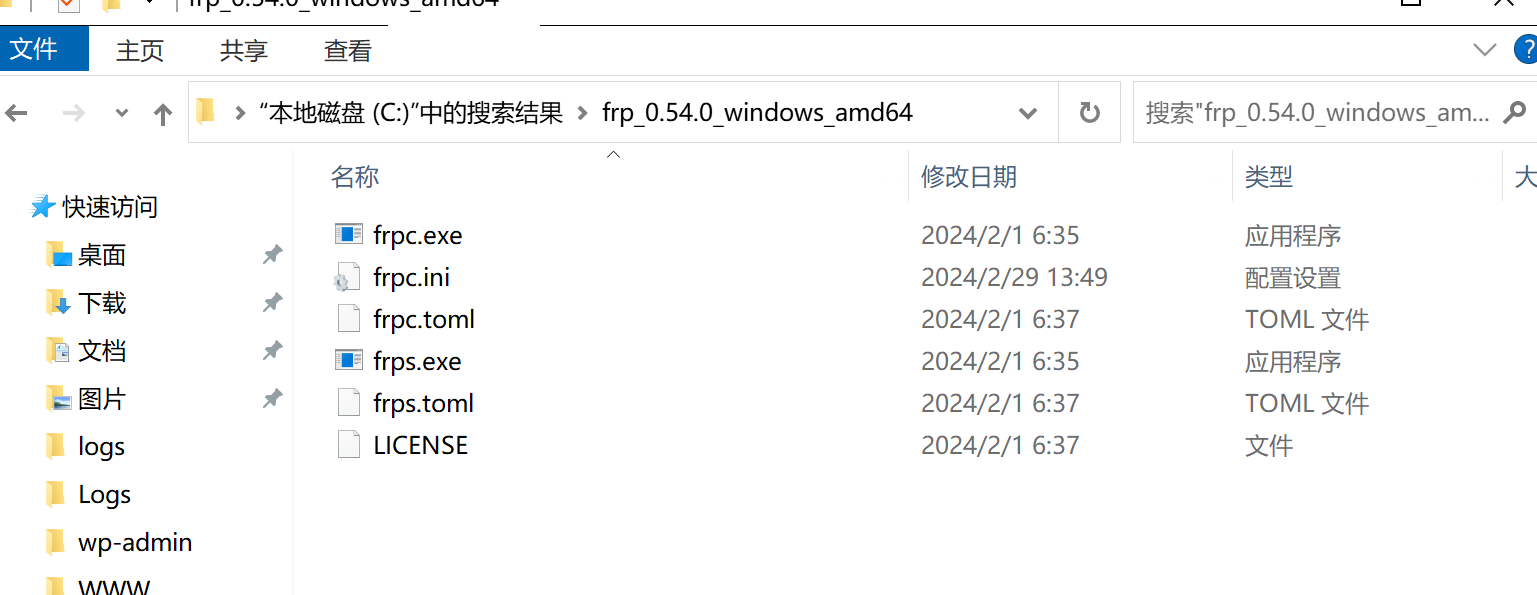 frp_0.54.0_windows_amd64
文件 主页 共享 查看
“本地磁盘 (C:)”中的搜索结果 frp_0.54.0_windows_amd64 搜索"frp_0.54.0_windows_am...
名称 修改日期 类型 大
快速访问
桌面
下载
文档
图片
logs
Logs
wp-admin
WWW
frpc.exe 2024/2/1 6:35 应用程序
frpc.ini 2024/2/29 13:49 配置设置
frpc.toml 2024/2/1 6:37 TOML 文件
frps.exe 2024/2/1 6:35 应用程序
frps.toml 2024/2/1 6:37 TOML 文件
LICENSE 2024/2/1 6:37 文件